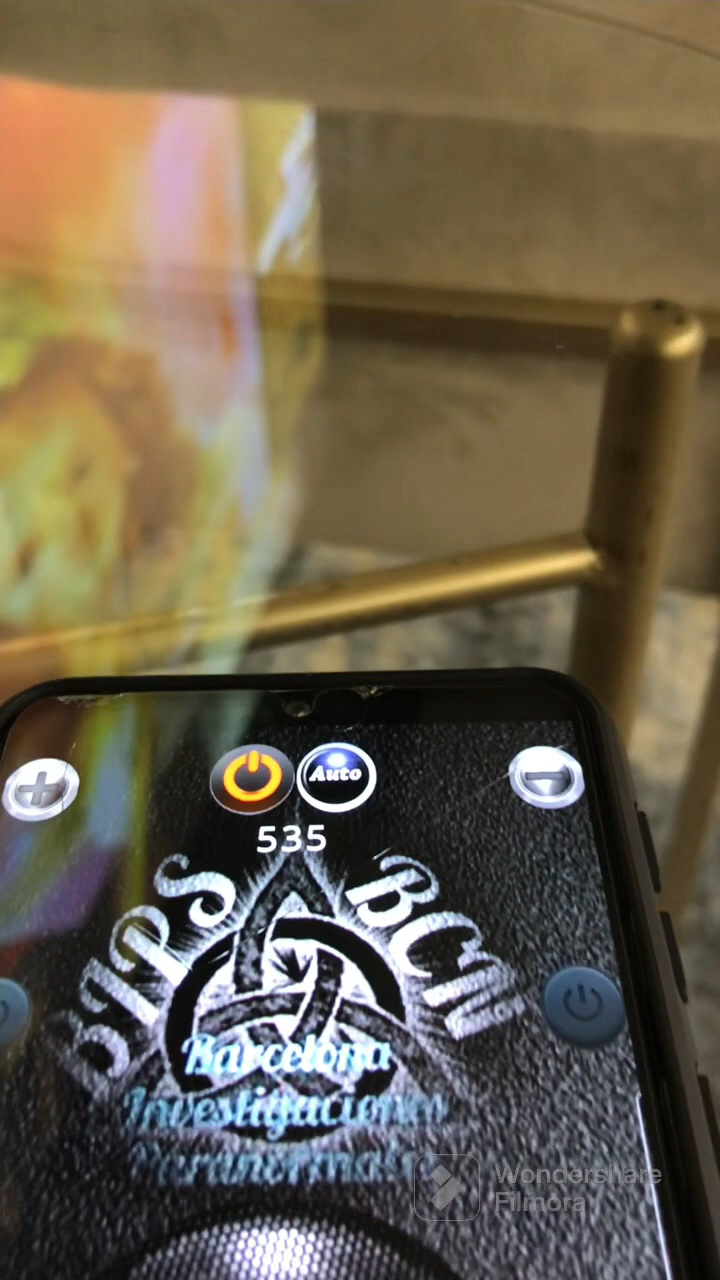 Auto
535
BIPS BCN
Barcelona
Investigaciones
Paranormales
Wondershare
Filmora